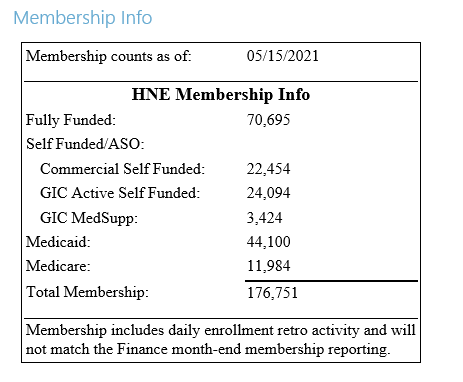 Membership Info
Membership counts as of: 05/15/2021
HNE Membership Info
Fully Funded: 70,695
Self Funded/ASO:
Commercial Self Funded: 22,454
GIC Active Self Funded: 24,094
GIC MedSupp: 3,424
Medicaid: 44,100
Medicare: 11,984
Total Membership: 176,751
Membership includes daily enrollment retro activity and will
not match the Finance month-end membership reporting.